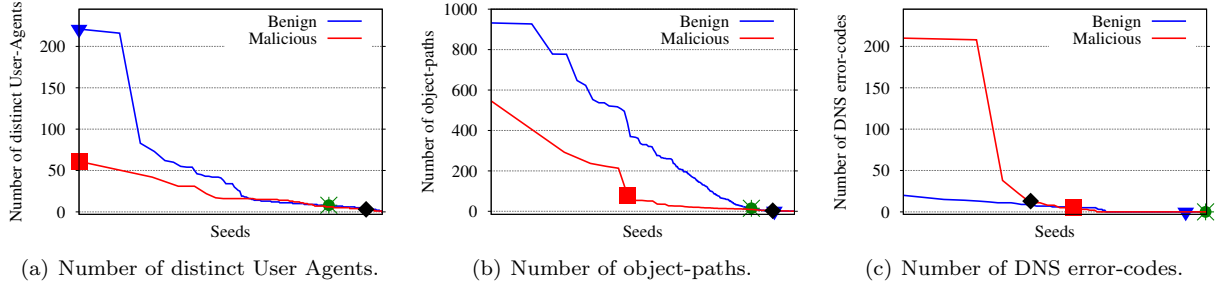 Number of distinct User-Agents
200
150
100
50
0
Benign
Malicious
Seeds
(a) Number of distinct User Agents.
Number of object-paths
1000
800
600
400
200
0
Benign
Malicious
Seeds
(b) Number of object-paths.
Number of DNS error-codes
200
150
100
50
0
Benign
Malicious
Seeds
(c) Number of DNS error-codes.